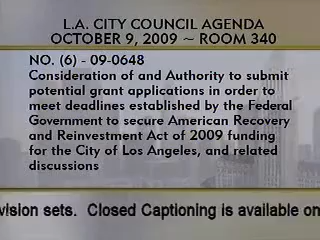 L.A. CITY COUNCIL AGENDA
OCTOBER 9, 2009 ~ ROOM 340
NO. (6) - 09-0648
Consideration of and Authority to submit
potential grant applications in order to
meet deadlines established by the Federal
Government to secure American Recovery
and Reinvestment Act of 2009 funding
for the City of Los Angeles, and related
discussions
vision sets.  Closed Captioning is available on